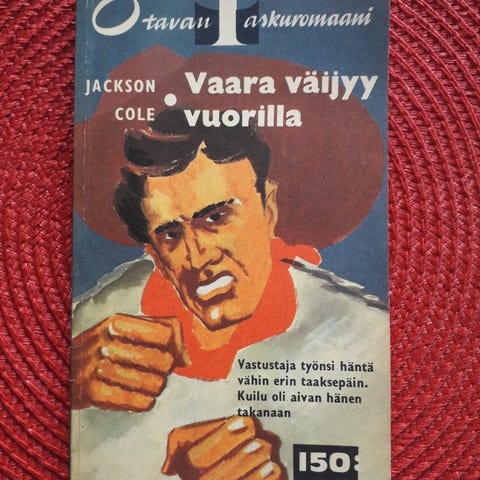 Otavan Taskuromaani
JACKSON
COLE
• Vaara väijyy
vuorilla
Vastustaja työnsi häntä
vähin erin taaksepäin.
Kuilu oli aivan hänen
takanaan
150: